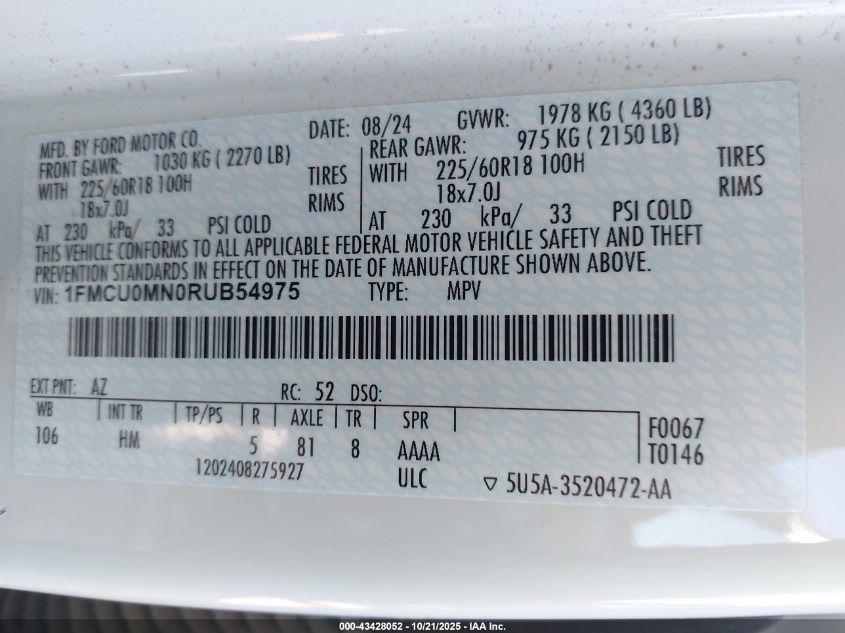 MFD. BY FORD MOTOR CO.
DATE: 08/24 GVWR: 1978 KG ( 4360 LB)
FRONT GAWR: 1030 KG ( 2270 LB)
REAR GAWR: 975 KG ( 2150 LB)
WITH 225/60R18 100H TIRES
WITH 225/60R18 100H TIRES
18x7.0J RIMS
18x7.0J RIMS
AT 230 kPa/ 33 PSI COLD
AT 230 kPa/ 33 PSI COLD
THIS VEHICLE CONFORMS TO ALL APPLICABLE FEDERAL MOTOR VEHICLE SAFETY AND THEFT
PREVENTION STANDARDS IN EFFECT ON THE DATE OF MANUFACTURE SHOWN ABOVE.
VIN: 1FMCU0MN0RUB54975 TYPE: MPV
EXT PNT: AZ RC: 52 DSO:
WB INT TR TP/PS R AXLE TR SPR
106 HM 5 81 8 AAAA
F0067
T0146
1202408275927 ULC
5U5A-3520472-AA
000-43428052 - 10/21/2025 - IAA Inc.